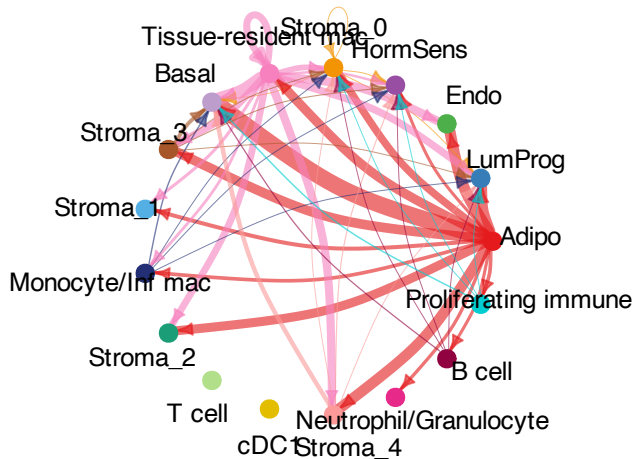 Stroma_0
Tissue-resident mac
HormSens
Basal
Endo
Stroma_3
LumProg
Stroma_1
Adipo
Monocyte/Inf mac
Proliferating immune
Stroma_2
B cell
T cell
Neutrophil/Granulocyte
cDC1
Stroma_4